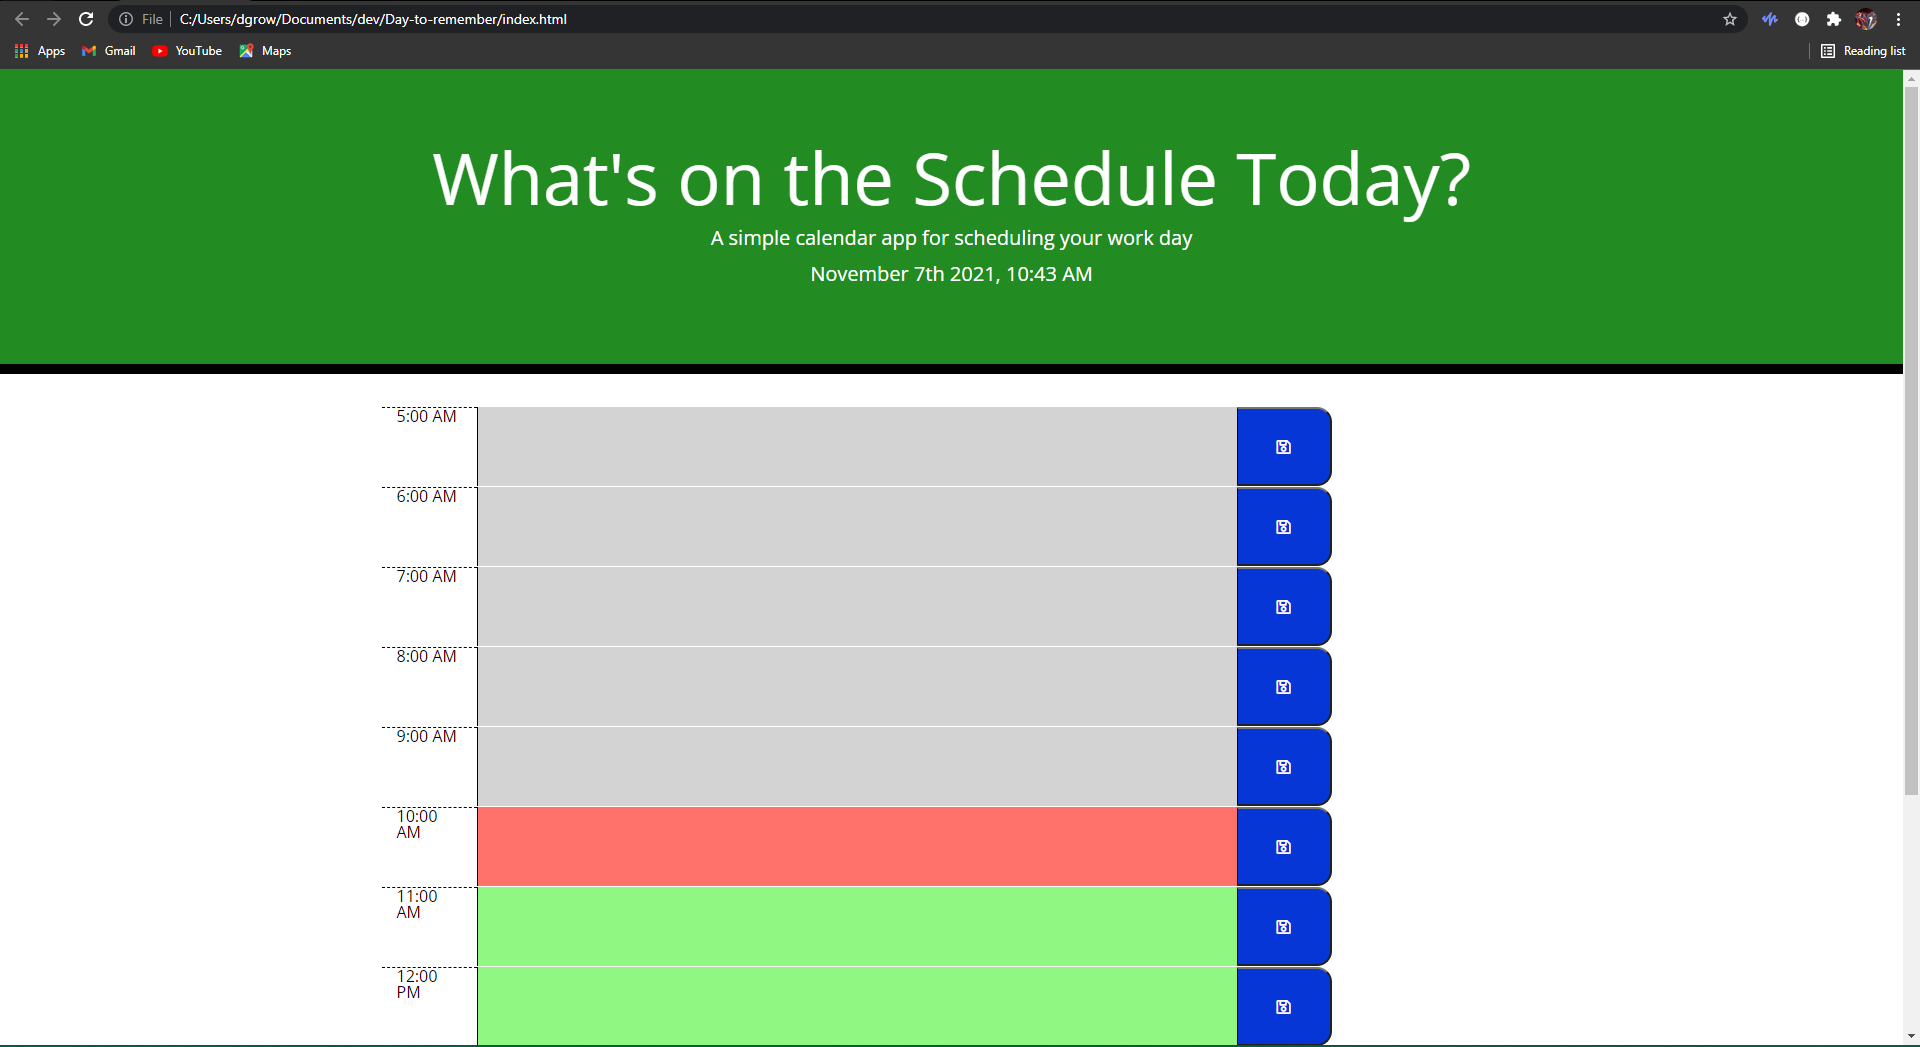 File C:/Users/dgrow/Documents/dev/Day-to-remember/index.html
Apps Gmail YouTube Maps Reading list
What's on the Schedule Today?
A simple calendar app for scheduling your work day
November 7th 2021, 10:43 AM
5:00 AM
6:00 AM
7:00 AM
8:00 AM
9:00 AM
10:00
AM
11:00
AM
12:00
PM